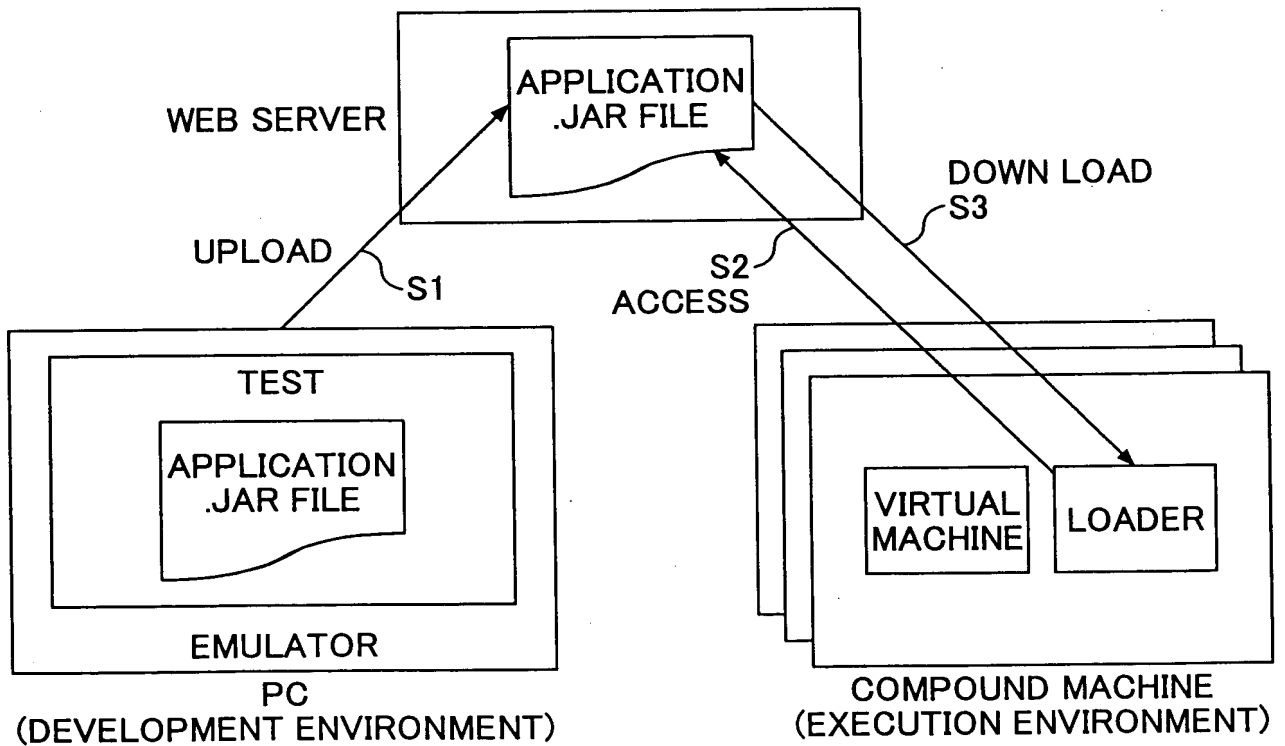 APPLICATION
.JAR FILE
WEB SERVER
DOWN LOAD
S3
UPLOAD
S1
S2
ACCESS
TEST
APPLICATION
.JAR FILE
EMULATOR
PC
(DEVELOPMENT ENVIRONMENT)
VIRTUAL
MACHINE
LOADER
COMPOUND MACHINE
(EXECUTION ENVIRONMENT)